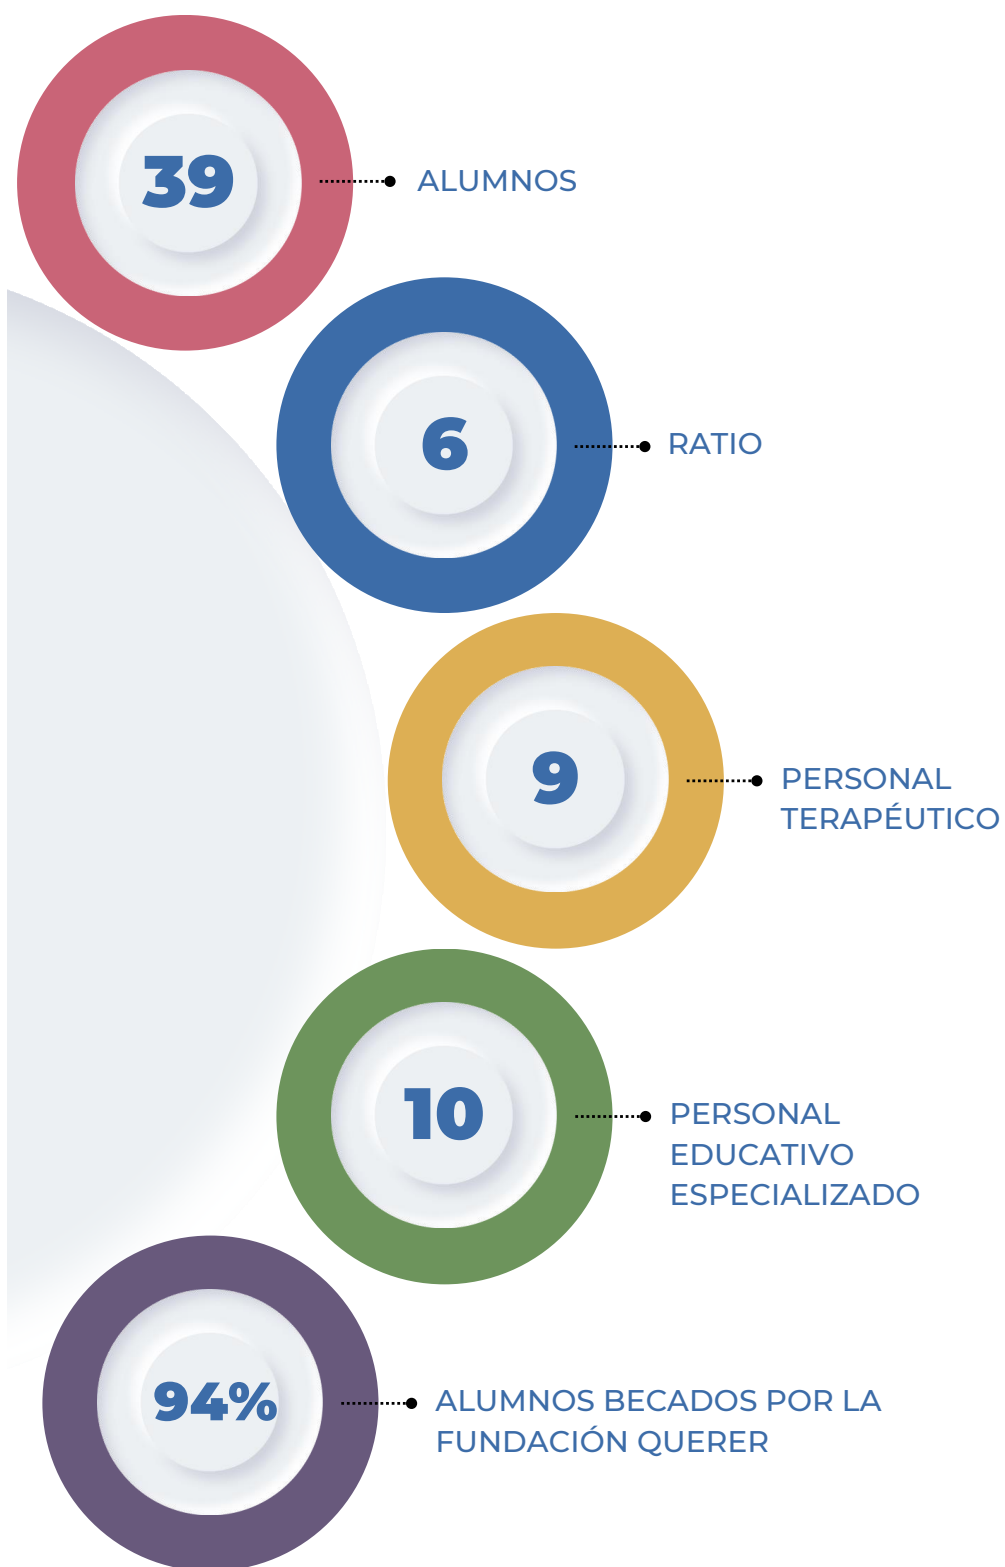 39
ALUMNOS
6
RATIO
9
PERSONAL
TERAPÉUTICO
10
PERSONAL
EDUCATIVO
ESPECIALIZADO
94%
ALUMNOS BECADOS POR LA
FUNDACIÓN QUERER